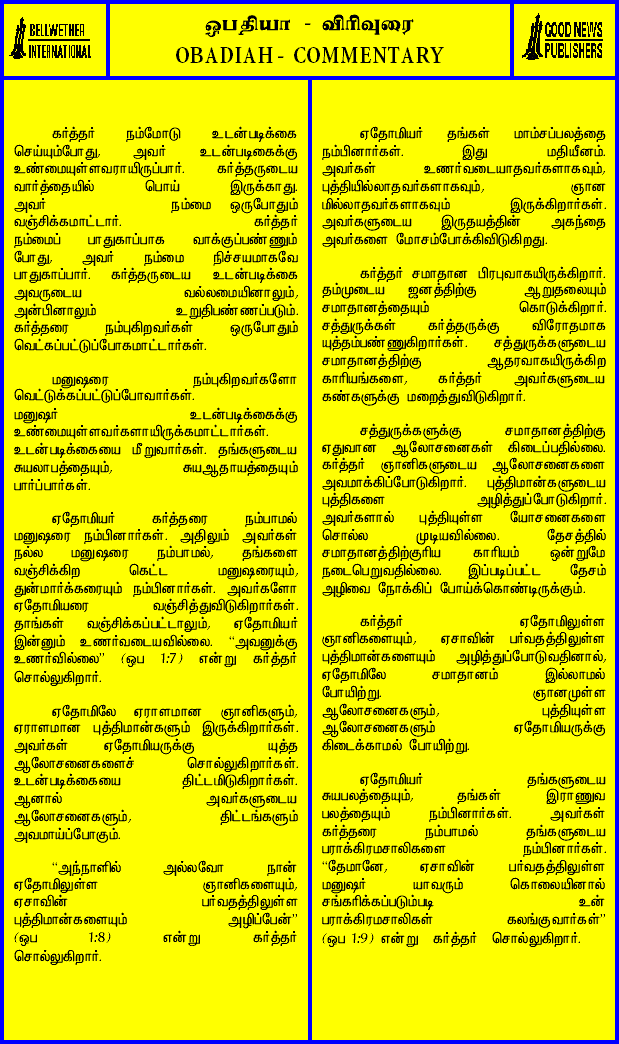 BELLWETHER
INTERNATIONAL
ஒபதியா - விரிவுரை
OBADIAH - COMMENTARY
GOOD NEWS
PUBLISHERS
கர்த்தர் நம்மோடு உடன்படிக்கை
செய்யும்போது, அவர் உடன்படிகைக்கு
உண்மையுள்ளவராயிருப்பார். கர்த்தருடைய
வார்த்தையில் பொய் இருக்காது.
அவர் நம்மை ஒருபோதும்
வஞ்சிக்கமாட்டார். கர்த்தர்
நம்மைப் பாதுகாப்பாக வாக்குப்பண்ணும்
போது, அவர் நம்மை நிச்சயமாகவே
பாதுகாப்பார். கர்த்தருடைய உடன்படிக்கை
அவருடைய வல்லமையினாலும்,
அன்பினாலும் உறுதிபண்ணப்படும்.
கர்த்தரை நம்புகிறவர்கள் ஒருபோதும்
வெட்கப்பட்டுப்போகமாட்டார்கள்.
மனுஷரை நம்புகிறவர்களோ
வெட்டுக்கப்பட்டுப்போவார்கள்.
மனுஷர் உடன்படிக்கைக்கு
உண்மையுள்ளவர்களாயிருக்கமாட்டார்கள்.
உடன்படிக்கையை மீறுவார்கள். தங்களுடைய
சுயலாபத்தையும், சுயஆதாயத்தையும்
பார்ப்பார்கள்.
ஏதோமியர் கர்த்தரை நம்பாமல்
மனுஷரை நம்பினார்கள். அதிலும் அவர்கள்
நல்ல மனுஷரை நம்பாமல், தங்களை
வஞ்சிக்கிற கெட்ட மனுஷரையும்,
துன்மார்க்கரையும் நம்பினார்கள். அவர்களோ
ஏதோமியரை வஞ்சித்துவிடுகிறார்கள்.
தாங்கள் வஞ்சிக்கப்பட்டாலும், ஏதோமியர்
இன்னும் உணர்வடையவில்லை. “அவனுக்கு
உணர்வில்லை” (ஒப 1:7) என்று கர்த்தர்
சொல்லுகிறார்.
ஏதோமிலே ஏராளமான ஞானிகளும்,
ஏராளமான புத்திமான்களும் இருக்கிறார்கள்.
அவர்கள் ஏதோமியருக்கு யுத்த
ஆலோசனைகளைச் சொல்லுகிறார்கள்.
உடன்படிக்கையை திட்டமிடுகிறார்கள்.
ஆனால் அவர்களுடைய
ஆலோசனைகளும், திட்டங்களும்
அவமாய்ப்போகும்.
“அந்நாளில் அல்லவோ நான்
ஏதோமிலுள்ள ஞானிகளையும்,
ஏசாவின் பர்வதத்திலுள்ள
புத்திமான்களையும் அழிப்பேன்”
(ஒப 1:8) என்று கர்த்தர்
சொல்லுகிறார்.
ஏதோமியர் தங்கள் மாம்சப்பலத்தை
நம்பினார்கள். இது மதியீனம்.
அவர்கள் உணர்வடையாதவர்களாகவும்,
புத்தியில்லாதவர்களாகவும், ஞான
மில்லாதவர்களாகவும் இருக்கிறார்கள்.
அவர்களுடைய இருதயத்தின் அகந்தை
அவர்களை மோசம்போக்கிவிடுகிறது.
கர்த்தர் சமாதான பிரபுவாகயிருக்கிறார்.
தம்முடைய ஜனத்திற்கு ஆறுதலையும்
சமாதானத்தையும் கொடுக்கிறார்.
சத்துருக்கள் கர்த்தருக்கு விரோதமாக
யுத்தம்பண்ணுகிறார்கள். சத்துருக்களுடைய
சமாதானத்திற்கு ஆதரவாகயிருக்கிற
காரியங்களை, கர்த்தர் அவர்களுடைய
கண்களுக்கு மறைத்துவிடுகிறார்.
சத்துருக்களுக்கு சமாதானத்திற்கு
ஏதுவான ஆலோசனைகள் கிடைப்பதில்லை.
கர்த்தர் ஞானிகளுடைய ஆலோசனைகளை
அவமாக்கிப்போடுகிறார். புத்திமான்களுடைய
புத்திகளை அழித்துப்போடுகிறார்.
அவர்களால் புத்தியுள்ள யோசனைகளை
சொல்ல முடியவில்லை. தேசத்தில்
சமாதானத்திற்குரிய காரியம் ஒன்றுமே
நடைபெறுவதில்லை. இப்படிப்பட்ட தேசம்
அழிவை நோக்கிப் போய்க்கொண்டிருக்கும்.
கர்த்தர் ஏதோமிலுள்ள
ஞானிகளையும், ஏசாவின் பர்வதத்திலுள்ள
புத்திமான்களையும் அழித்துப்போடுவதினால்,
ஏதோமிலே சமாதானம் இல்லாமல்
போயிற்று. ஞானமுள்ள
ஆலோசனைகளும், புத்தியுள்ள
ஆலோசனைகளும் ஏதோமியருக்கு
கிடைக்காமல் போயிற்று.
ஏதோமியர் தங்களுடைய
சுயபலத்தையும், தங்கள் இராணுவ
பலத்தையும் நம்பினார்கள். அவர்கள்
கர்த்தரை நம்பாமல் தங்களுடைய
பராக்கிரமசாலிகளை நம்பினார்கள்.
“தேமானே, ஏசாவின் பர்வதத்திலுள்ள
மனுஷர் யாவரும் கொலையினால்
சங்கரிக்கப்படும்படி உன்
பராக்கிரமசாலிகள் கலங்குவார்கள்”
(ஒப 1:9) என்று கர்த்தர் சொல்லுகிறார்.